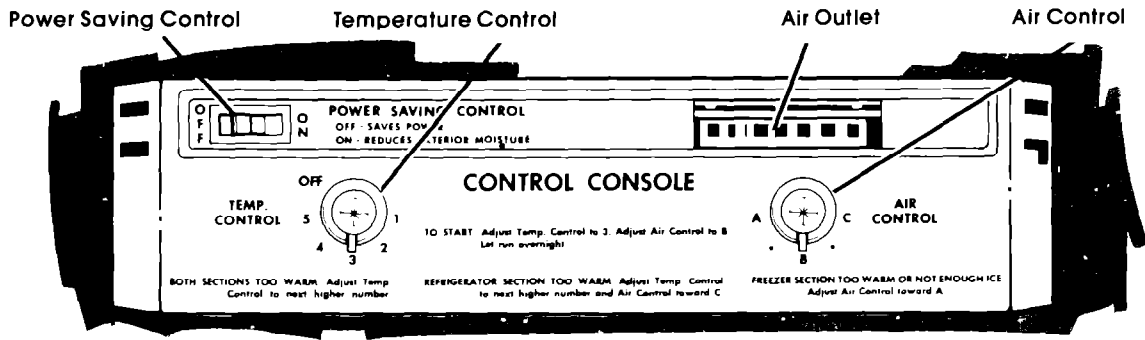 Power Saving Control
Temperature Control
Air Outlet
Air Control
OFF
ON
POWER SAVING CONTROL
OFF - SAVES POWER
ON - REDUCES EXTERIOR MOISTURE
CONTROL CONSOLE
TEMP.
CONTROL
OFF
5
4
3
2
1
TO START Adjust Temp. Control to 3. Adjust Air Control to B
Let run overnight
A
B
C
AIR
CONTROL
BOTH SECTIONS TOO WARM Adjust Temp
Control to next higher number
REFRIGERATOR SECTION TOO WARM Adjust Temp Control
to next higher number and Air Control toward C
FREEZER SECTION TOO WARM OR NOT ENOUGH ICE
Adjust Air Control toward A